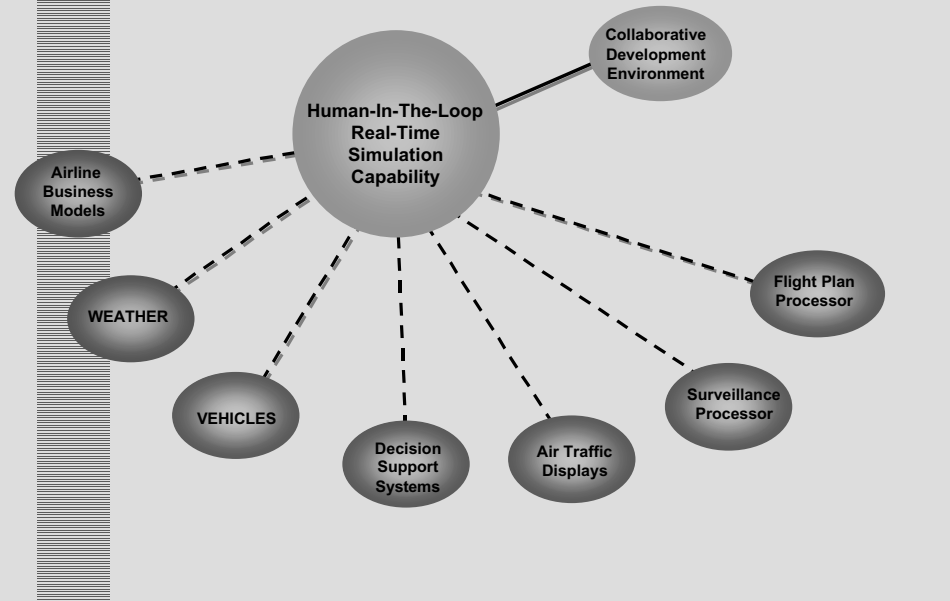 Collaborative
Development
Environment
Human-In-The-Loop
Real-Time
Simulation
Capability
Airline
Business
Models
WEATHER
VEHICLES
Decision
Support
Systems
Air Traffic
Displays
Surveillance
Processor
Flight Plan
Processor